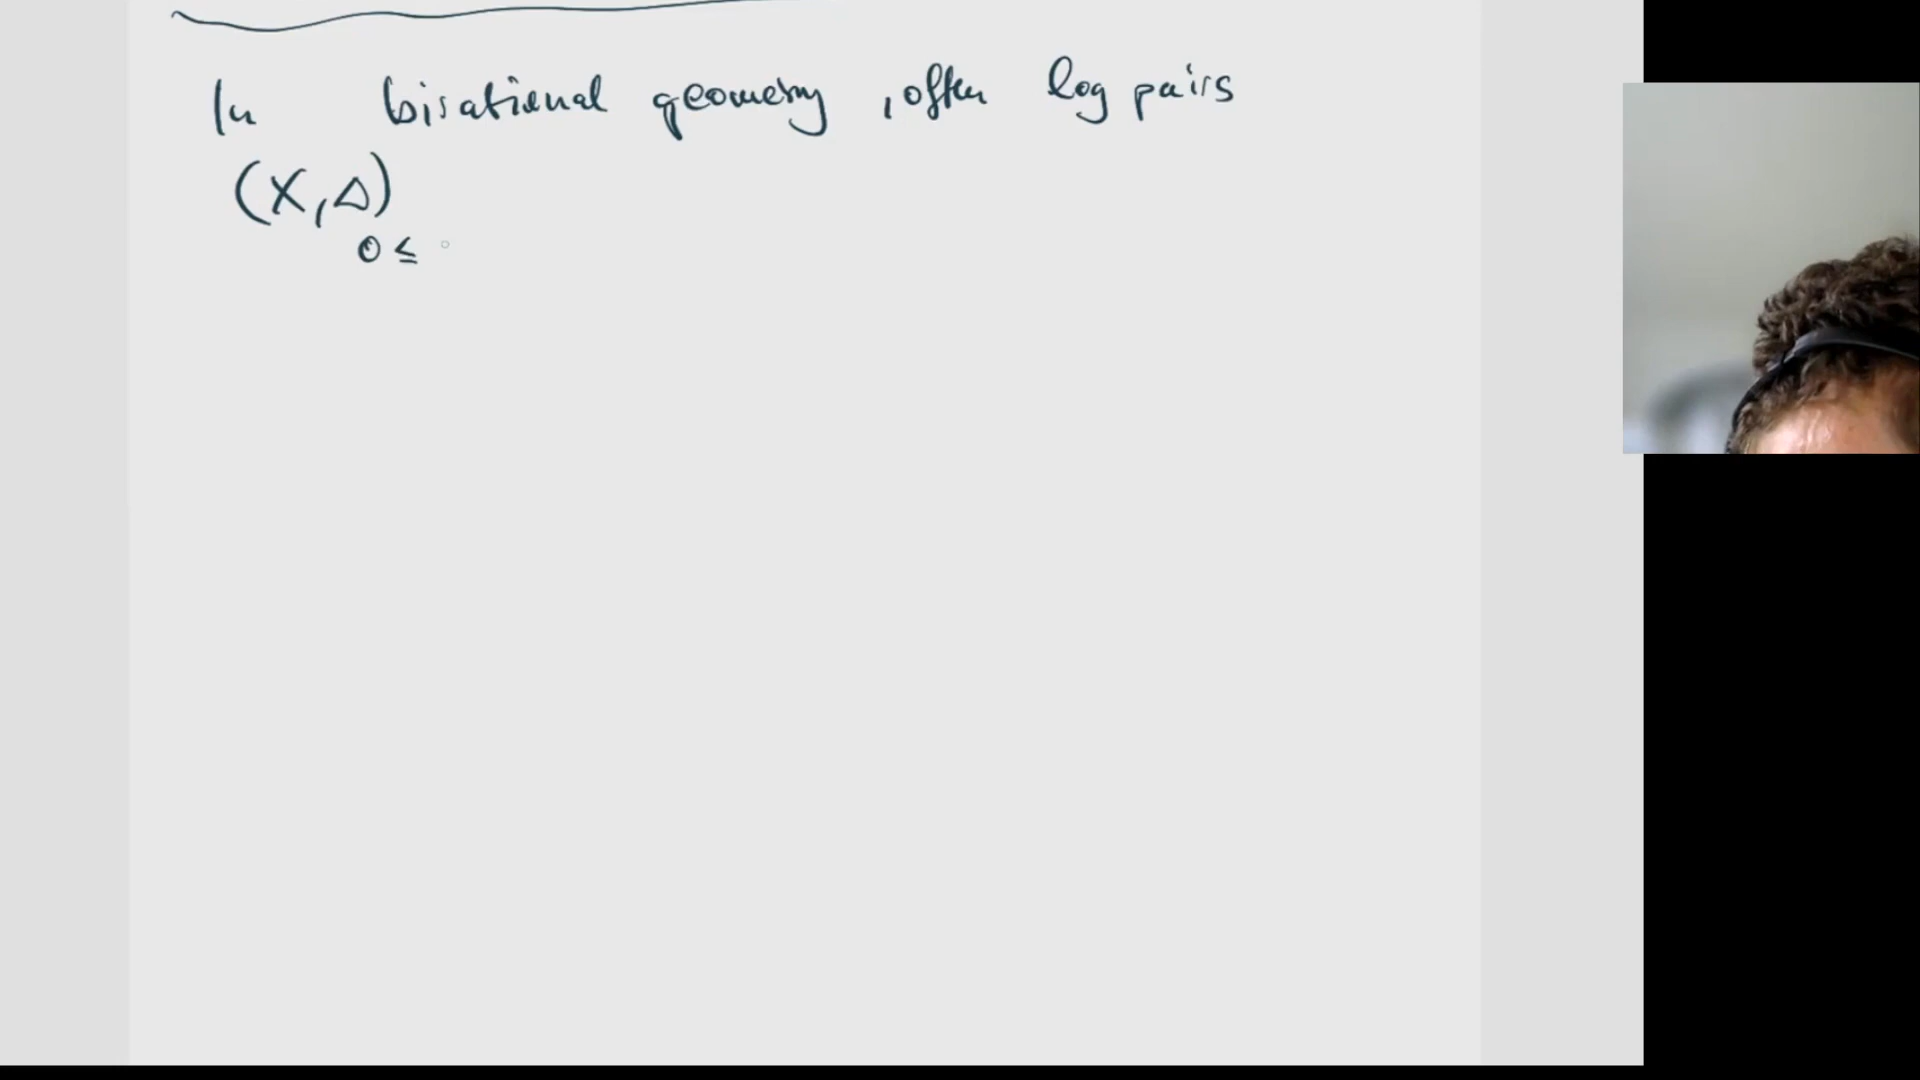 In birational geometry , often log pairs
(X, Δ)
0 ≤